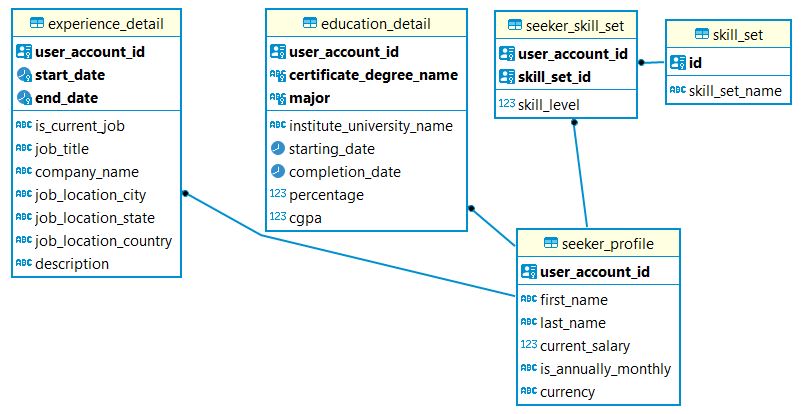 experience_detail
user_account_id
start_date
end_date
ABC is_current_job
ABC job_title
ABC company_name
ABC job_location_city
ABC job_location_state
ABC job_location_country
ABC description
education_detail
user_account_id
ABC certificate_degree_name
ABC major
ABC institute_university_name
starting_date
completion_date
123 percentage
123 cgpa
seeker_skill_set
user_account_id
skill_set_id
123 skill_level
skill_set
id
ABC skill_set_name
seeker_profile
user_account_id
ABC first_name
ABC last_name
123 current_salary
ABC is_annually_monthly
ABC currency